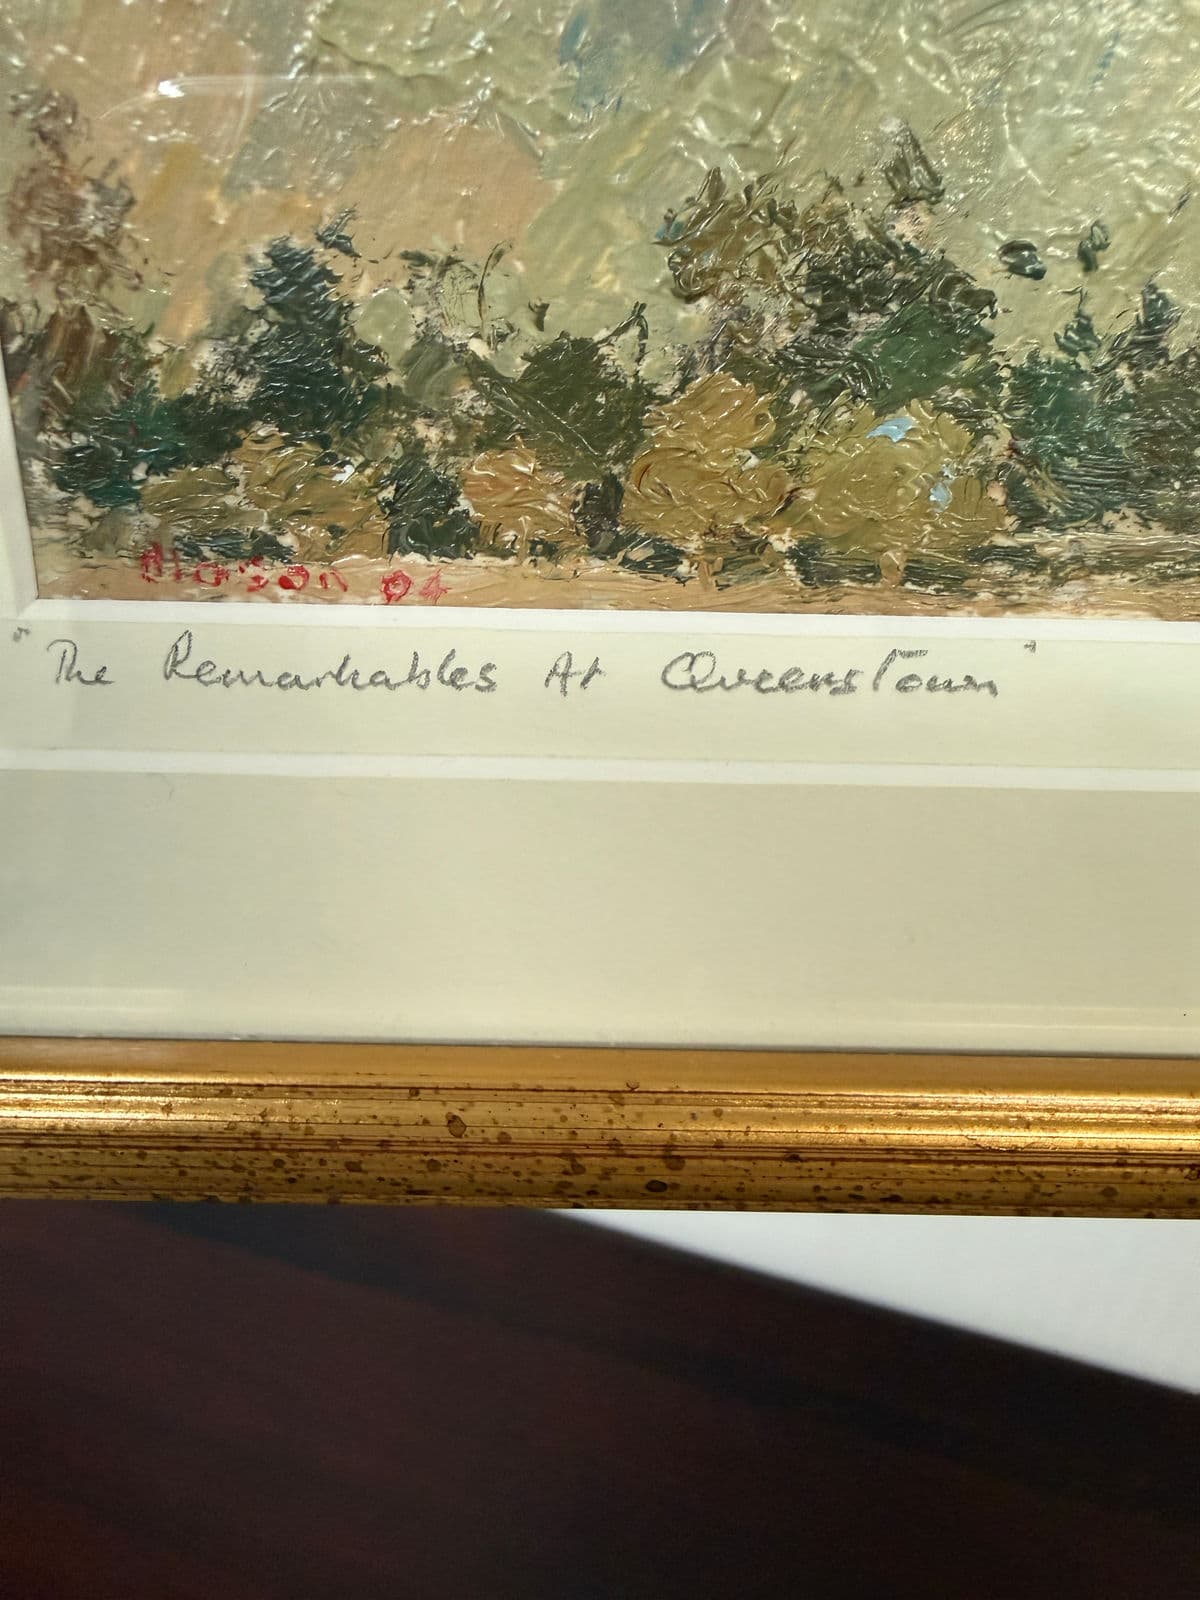 04
" The Remarkables At QueensTown "